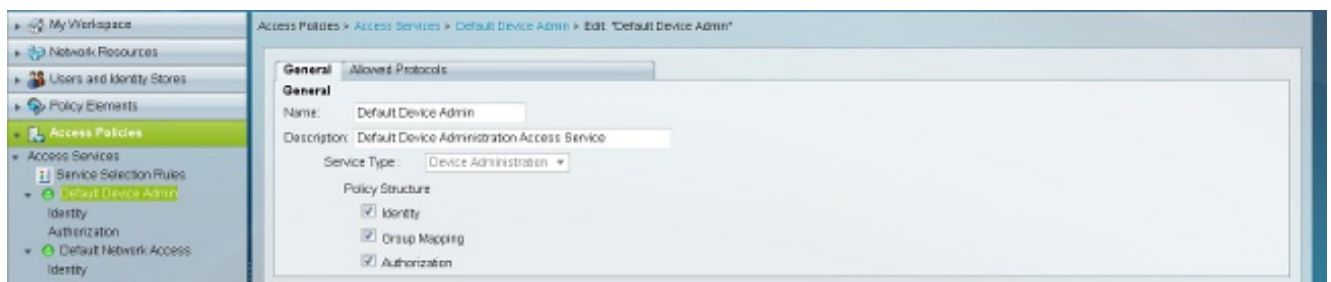 My Workspace
Network Resources
Users and Identity Stores
Policy Elements
Access Policies
Access Services
Service Selection Rules
Default Device Admin
Identity
Authorization
Default Network Access
Identity
Access Policies > Access Services > Default Device Admin > Edit: "Default Device Admin"
General Allowed Protocols
General
Name: Default Device Admin
Description: Default Device Administration Access Service
Service Type : Device Administration
Policy Structure
Identity
Group Mapping
Authorization